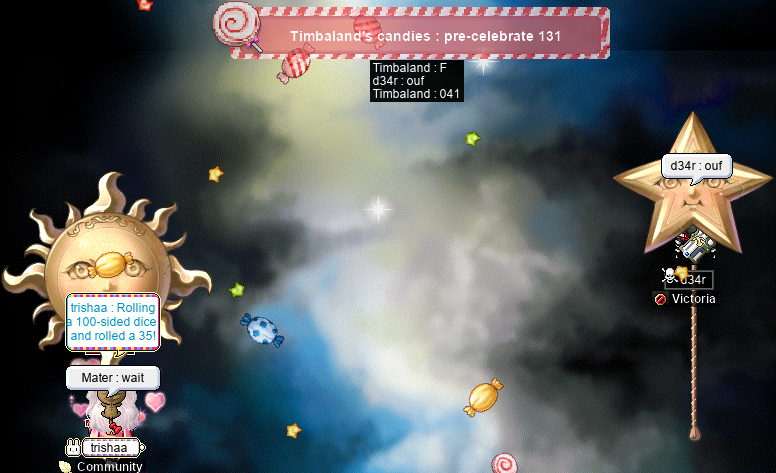 Timbaland's candies : pre-celebrate 131
Timbaland : F
d34r : ouf
Timbaland : 041
d34r : ouf
d34r
Victoria
trishaa : Rolling
a 100-sided dice
and rolled a 35!
Mater : wait
trishaa
Community